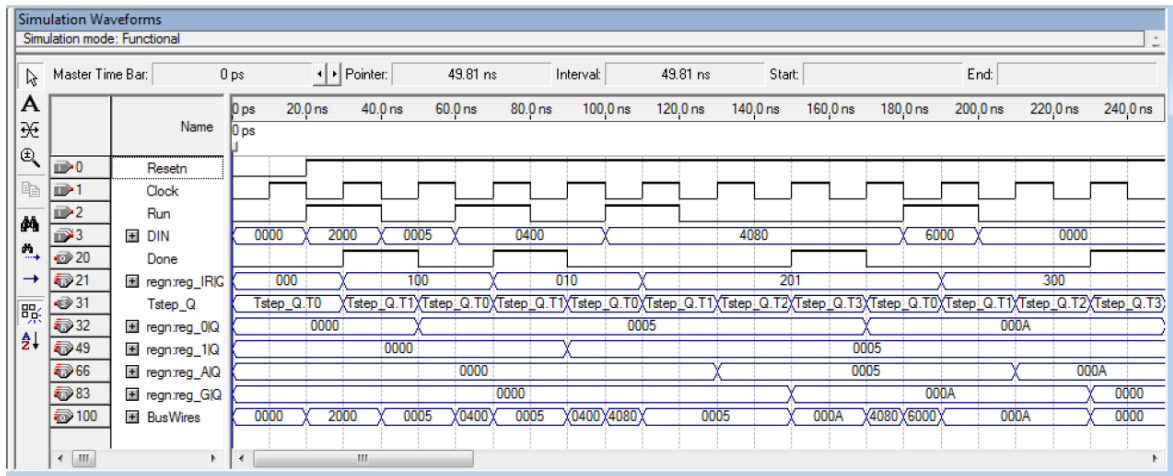 Simulation Waveforms
Simulation mode: Functional
Master Time Bar: 0 ps Pointer: 49.81 ns Interval: 49.81 ns Start: End:
Name 0 ps 20.0 ns 40.0 ns 60.0 ns 80.0 ns 100.0 ns 120.0 ns 140.0 ns 160.0 ns 180.0 ns 200.0 ns 220.0 ns 240.0 ns
0 ps
0 Resetn
1 Clock
2 Run
3 DIN 0000 2000 0005 0400 4080 6000 0000
20 Done
21 regn:reg_IR|Q 000 100 010 201 300
31 Tstep_Q Tstep_Q.T0 Tstep_Q.T1 Tstep_Q.T0 Tstep_Q.T1 Tstep_Q.T0 Tstep_Q.T1 Tstep_Q.T2 Tstep_Q.T3 Tstep_Q.T0 Tstep_Q.T1 Tstep_Q.T2 Tstep_Q.T3
32 regn:reg_0|Q 0000 0005 000A
49 regn:reg_1|Q 0000 0005
66 regn:reg_A|Q 0000 0005 000A
83 regn:reg_G|Q 0000 000A 0000
100 BusWires 0000 2000 0005 0400 0005 0400 4080 0005 000A 4080 6000 000A 0000